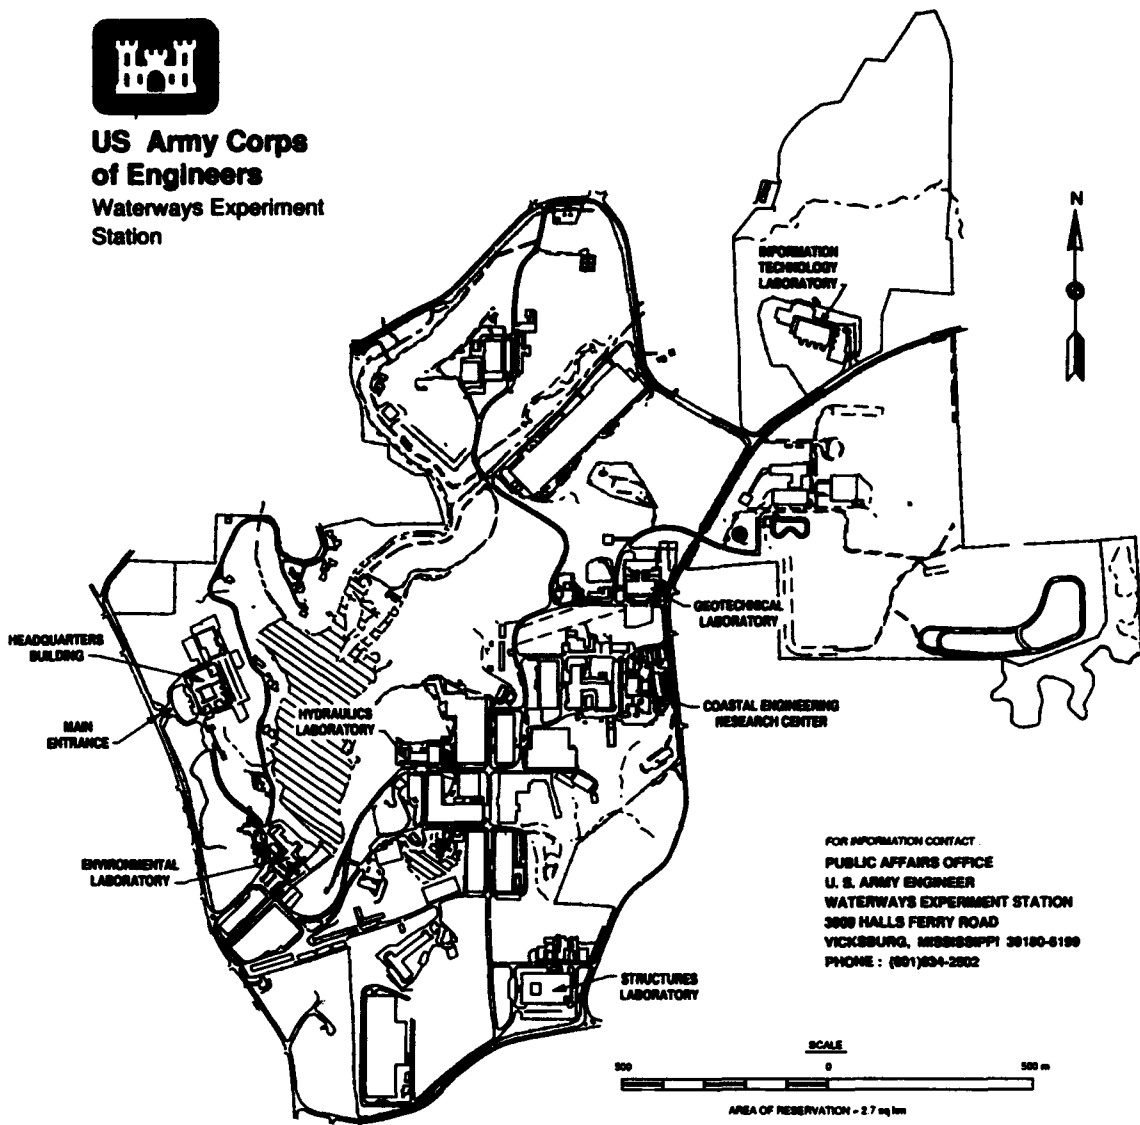 US Army Corps
of Engineers
Waterways Experiment
Station
N
INFORMATION
TECHNOLOGY
LABORATORY
GEOTECHNICAL
LABORATORY
HEADQUARTERS
BUILDING
MAIN
ENTRANCE
HYDRAULICS
LABORATORY
COASTAL ENGINEERING
RESEARCH CENTER
ENVIRONMENTAL
LABORATORY
STRUCTURES
LABORATORY
FOR INFORMATION CONTACT
PUBLIC AFFAIRS OFFICE
U. S. ARMY ENGINEER
WATERWAYS EXPERIMENT STATION
3909 HALLS FERRY ROAD
VICKSBURG, MISSISSIPPI 39180-6199
PHONE : (601)634-2502
SCALE
500 0 500 m
AREA OF RESERVATION - 2.7 sq km